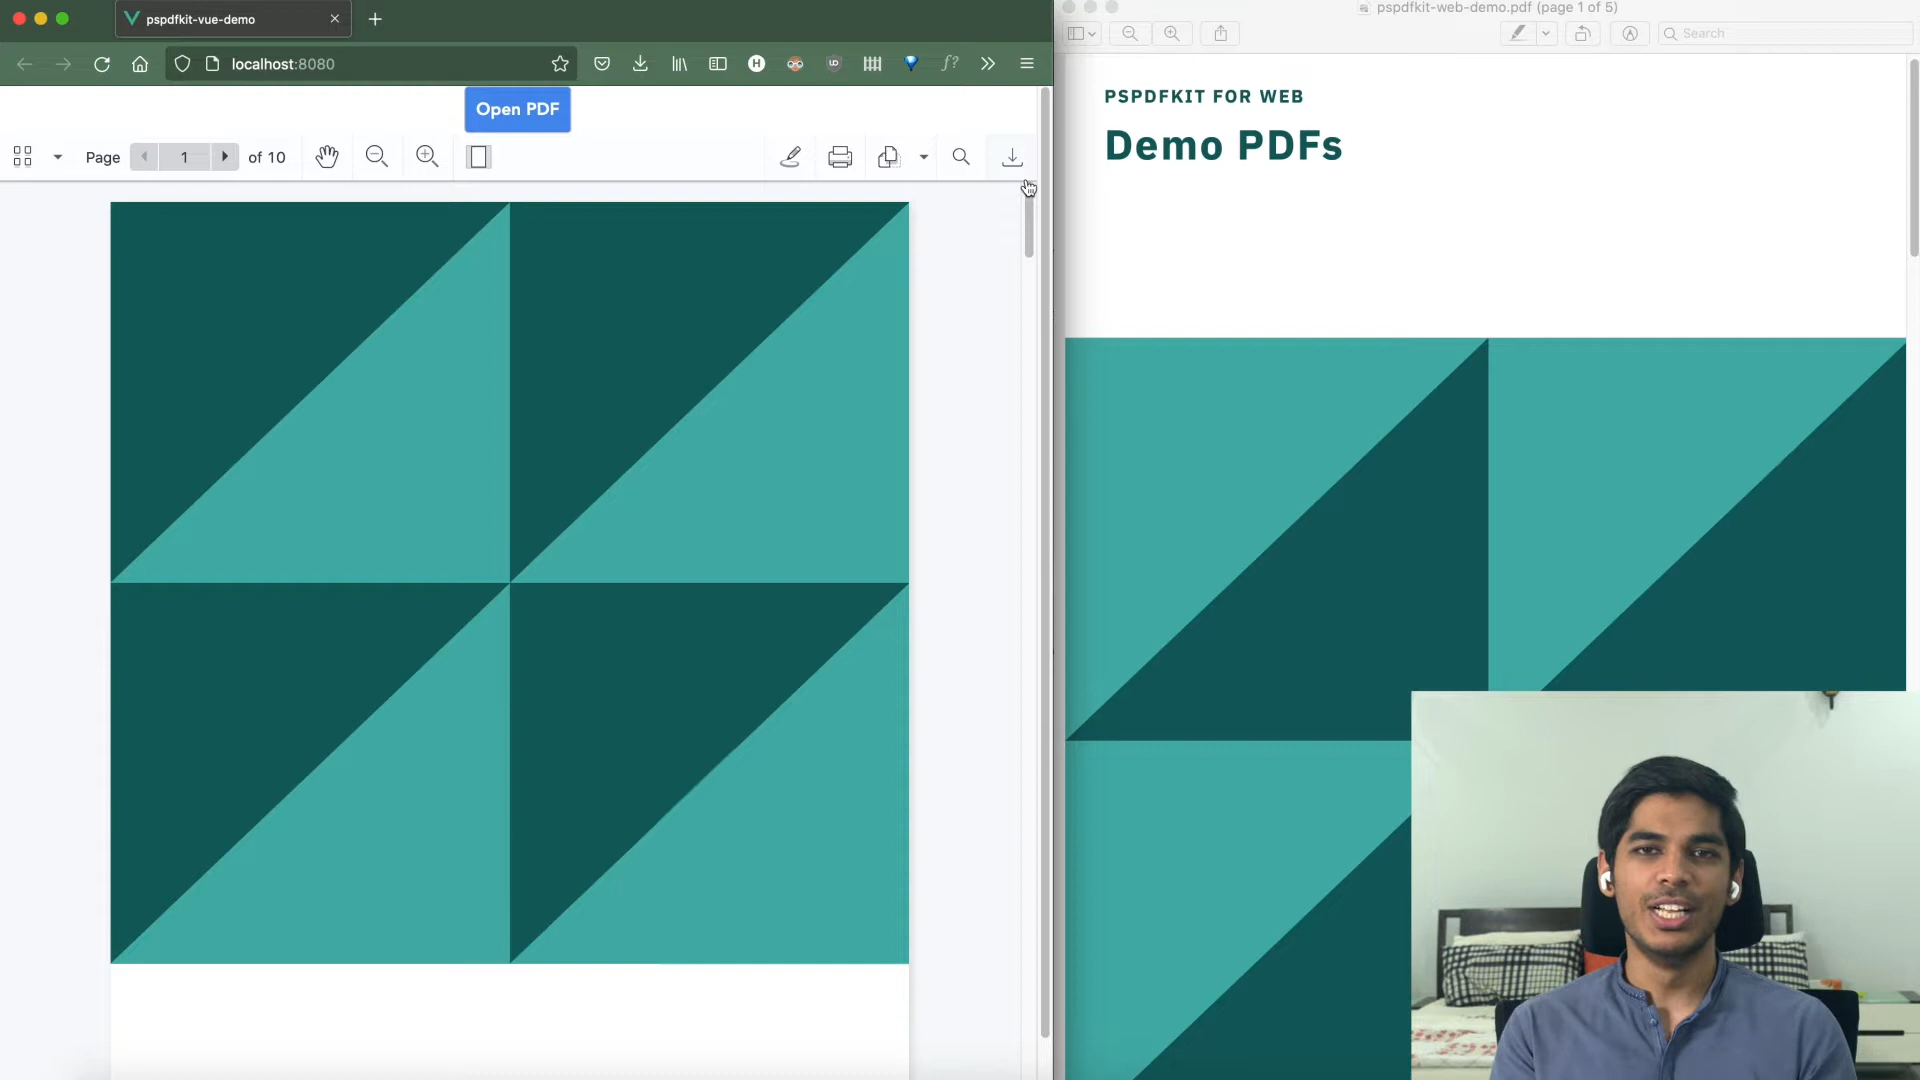 pspdfkit-vue-demo
localhost:8080
H
f?
Open PDF
Page 1 of 10
pspdfkit-web-demo.pdf (page 1 of 5)
Search
PSPDFKIT FOR WEB
Demo PDFs